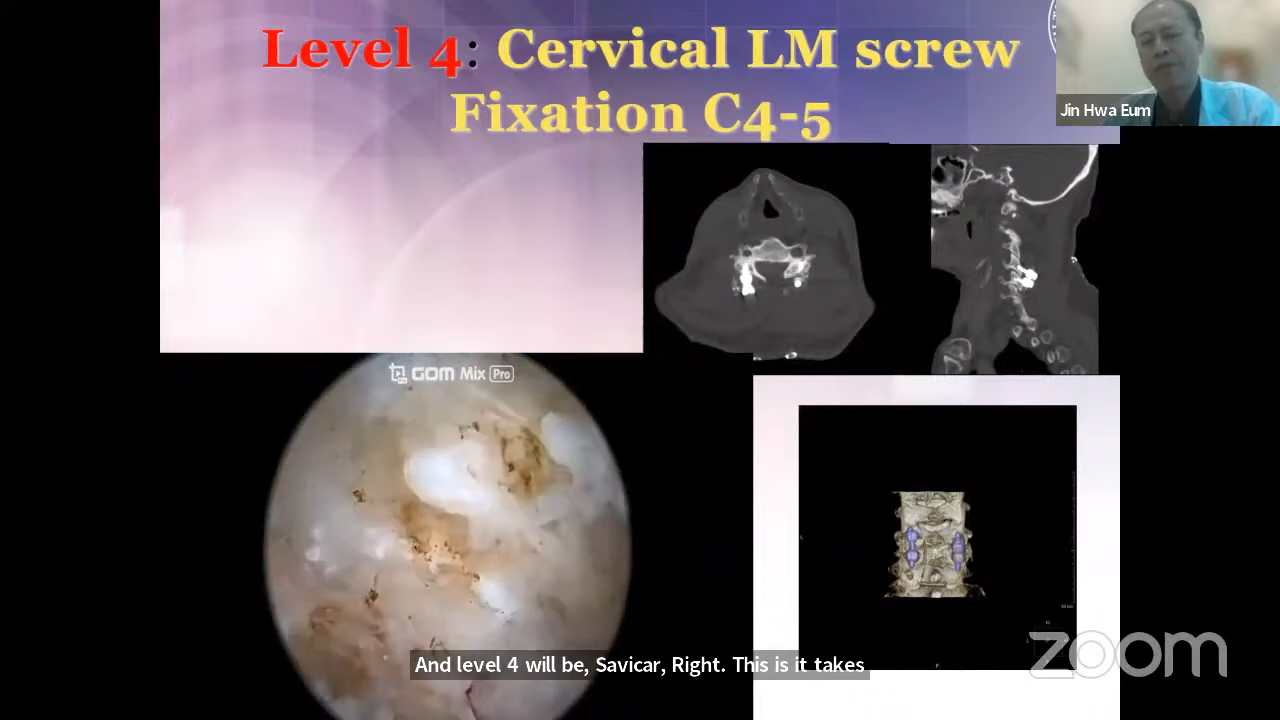 Level 4: Cervical LM screw
Fixation C4-5
Jin Hwa Eum
GOM Mix Pro
And level 4 will be, Savicar, Right. This is it takes
zoom